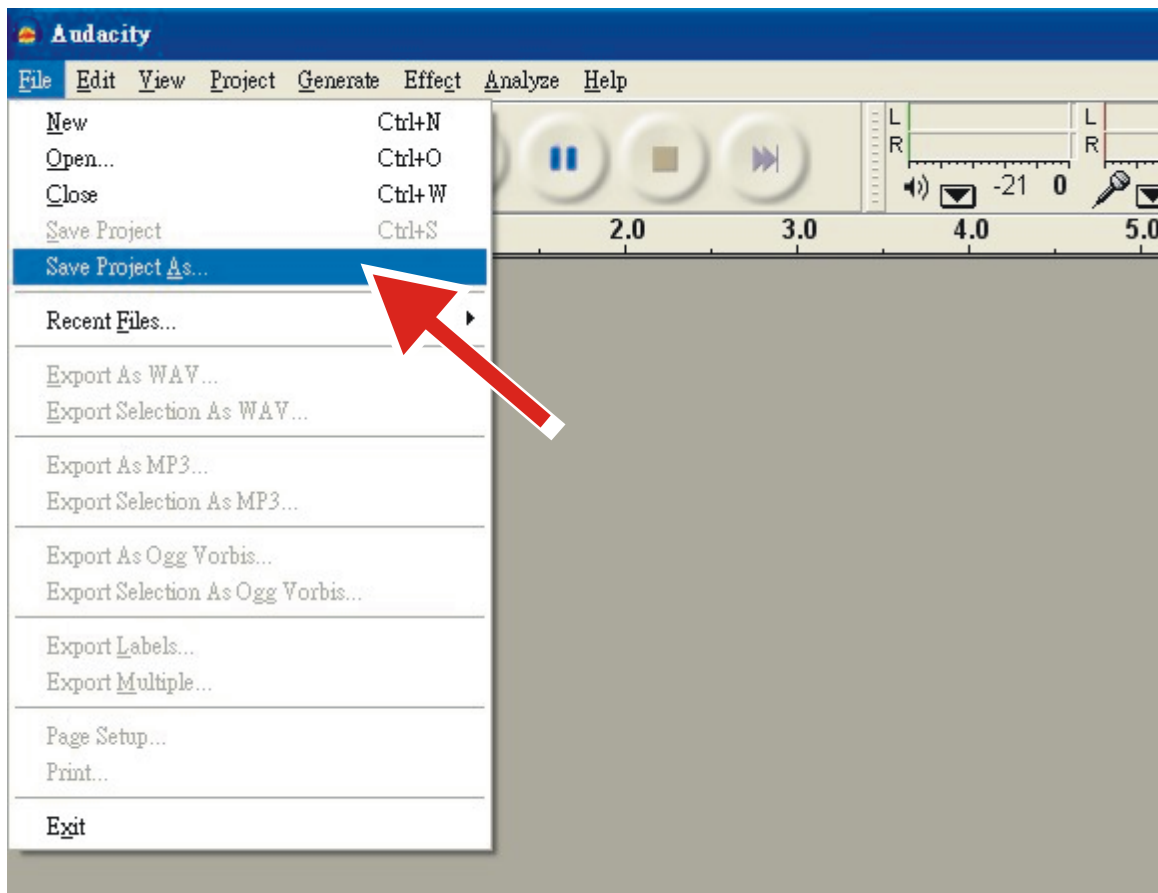 Audacity
File Edit View Project Generate Effect Analyze Help
New Ctrl+N
Open... Ctrl+O
Close Ctrl+W
Save Project Ctrl+S
Save Project As...
Recent Files...
Export As WAV...
Export Selection As WAV...
Export As MP3...
Export Selection As MP3...
Export As Ogg Vorbis...
Export Selection As Ogg Vorbis...
Export Labels...
Export Multiple...
Page Setup...
Print...
Exit
L L
R R
-21 0
2.0 3.0 4.0 5.0